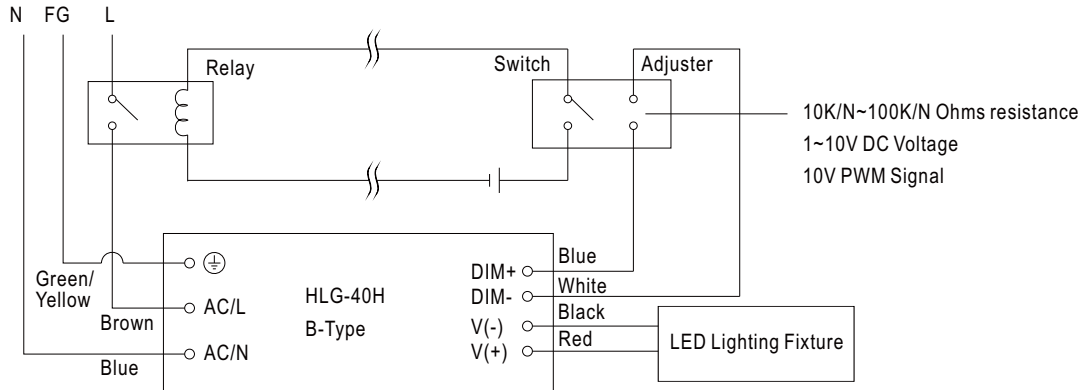 N FG L
Relay
Switch
Adjuster
10K/N~100K/N Ohms resistance
1~10V DC Voltage
10V PWM Signal
Green/
Yellow
Brown
Blue
AC/L
AC/N
HLG-40H
B-Type
DIM+
DIM-
V(-)
V(+)
Blue
White
Black
Red
LED Lighting Fixture